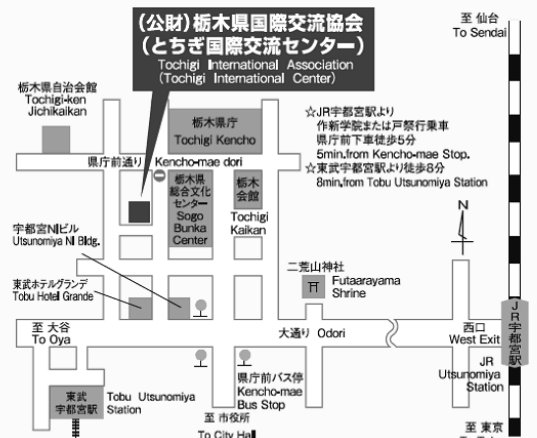 (公財)栃木県国際交流協会
(とちぎ国際交流センター)
Tochigi International Association
(Tochigi International Center)
至 仙台
To Sendai
栃木県自治会館
Tochigi-ken
Jichikaikan
栃木県庁
Tochigi Kencho
☆JR宇都宮駅より
作新学院または戸祭行乗車
県庁前下車徒歩5分
5min.from Kencho-mae Stop.
☆東武宇都宮駅より徒歩8分
8min.from Tobu Utsunomiya Station
県庁前通り Kencho-mae dori
栃木県
総合文化
センター
Sogo
Bunka
Center
栃木
会館
Tochigi
Kaikan
N
宇都宮NIビル
Utsunomiya NI Bldg.
東武ホテルグランデ
Tobu Hotel Grande
二荒山神社
Futaarayama
Shrine
至 大谷
To Oya
大通り Odori
西口
West Exit
JR宇都宮駅
JR
Utsunomiya
Station
東武
宇都宮駅
Tobu Utsunomiya
Station
県庁前バス停
Kencho-mae
Bus Stop
至 市役所
To City Hall
至 東京